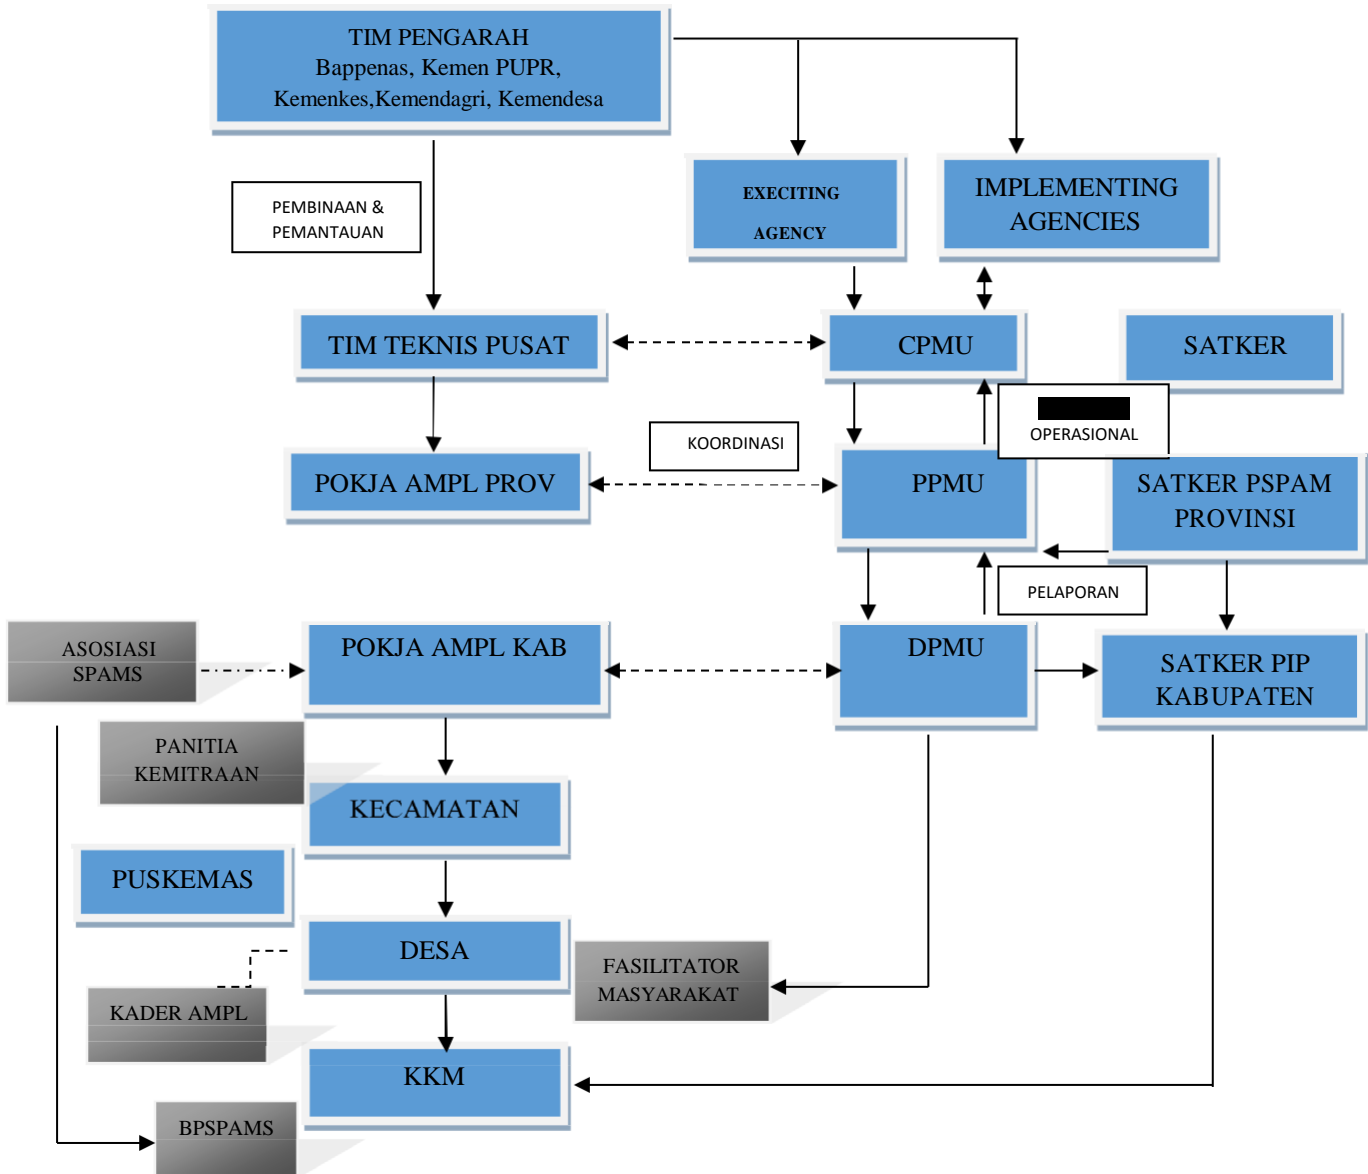 TIM PENGARAH
Bappenas, Kemen PUPR,
Kemenkes,Kemendagri, Kemendesa
PEMBINAAN &
PEMANTAUAN
EXECITING
AGENCY
IMPLEMENTING
AGENCIES
TIM TEKNIS PUSAT
CPMU
SATKER
OPERASIONAL
KOORDINASI
POKJA AMPL PROV
PPMU
SATKER PSPAM
PROVINSI
PELAPORAN
ASOSIASI
SPAMS
POKJA AMPL KAB
DPMU
SATKER PIP
KABUPATEN
PANITIA
KEMITRAAN
KECAMATAN
PUSKEMAS
DESA
FASILITATOR
MASYARAKAT
KADER AMPL
KKM
BPSPAMS